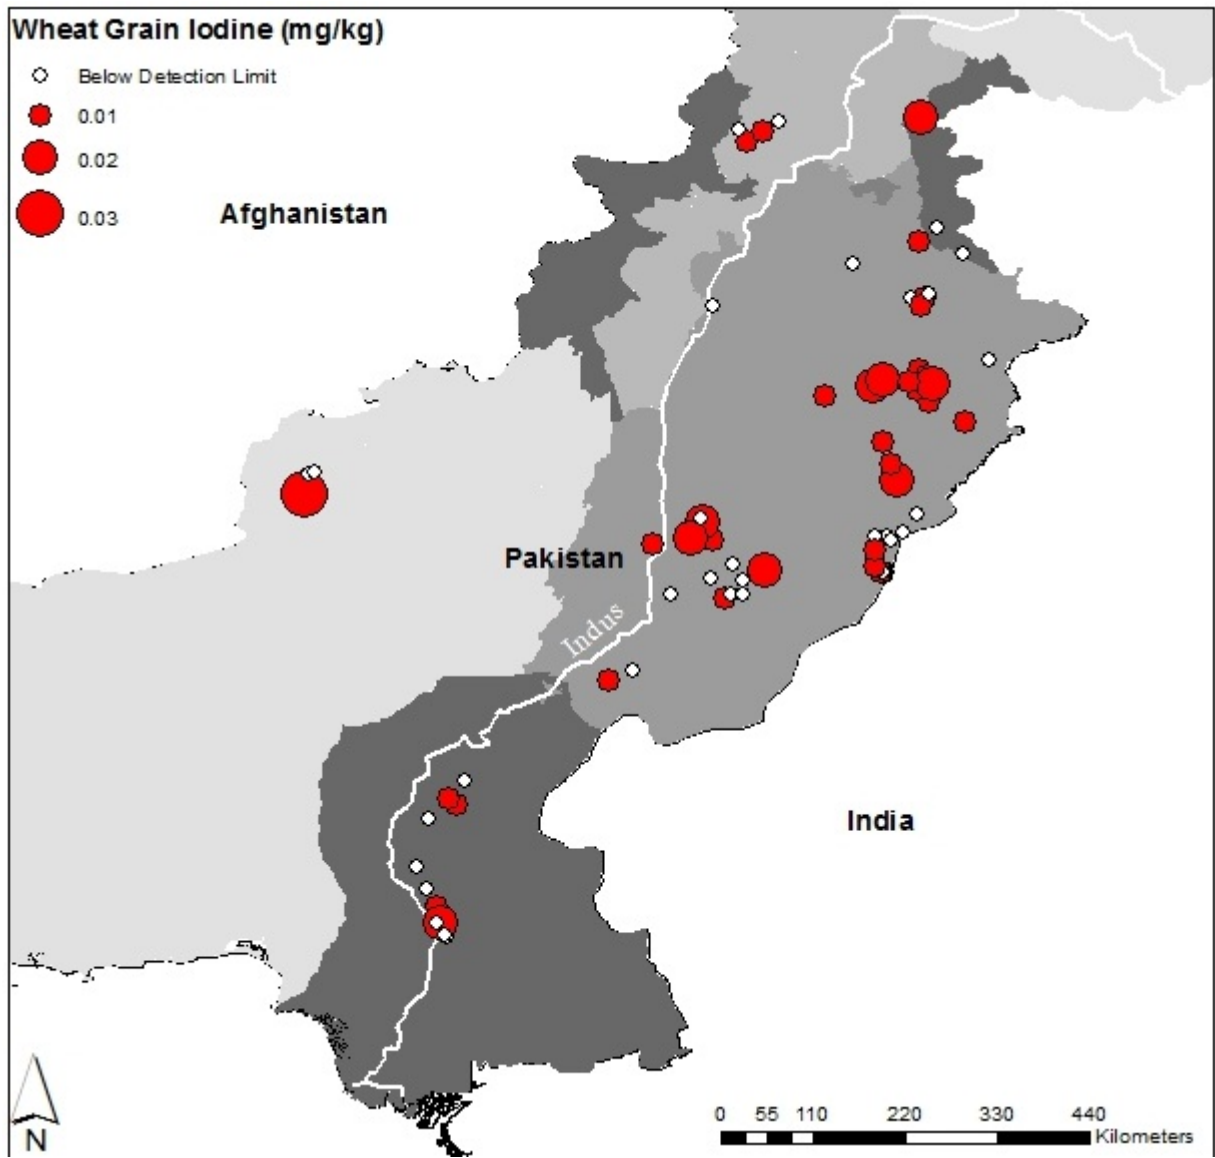 Wheat Grain Iodine (mg/kg)
Below Detection Limit
0.01
0.02
0.03
Afghanistan
Pakistan
Indus
India
N
0 55 110 220 330 440
Kilometers